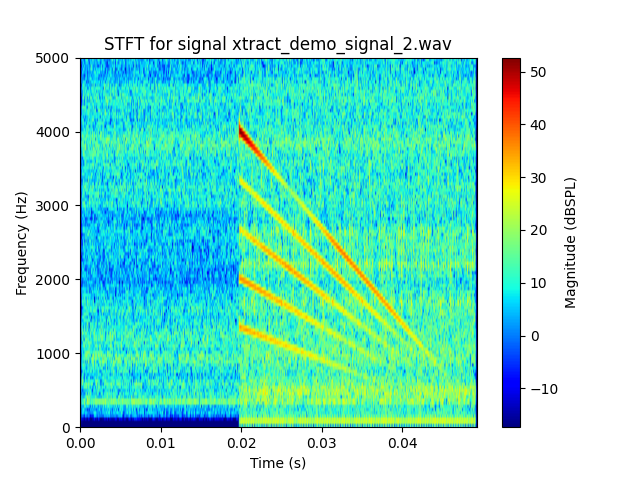 STFT for signal xtract_demo_signal_2.wav
5000
4000
3000
2000
1000
0
Frequency (Hz)
0.00 0.01 0.02 0.03 0.04
Time (s)
50
40
30
20
10
0
−10
Magnitude (dBSPL)